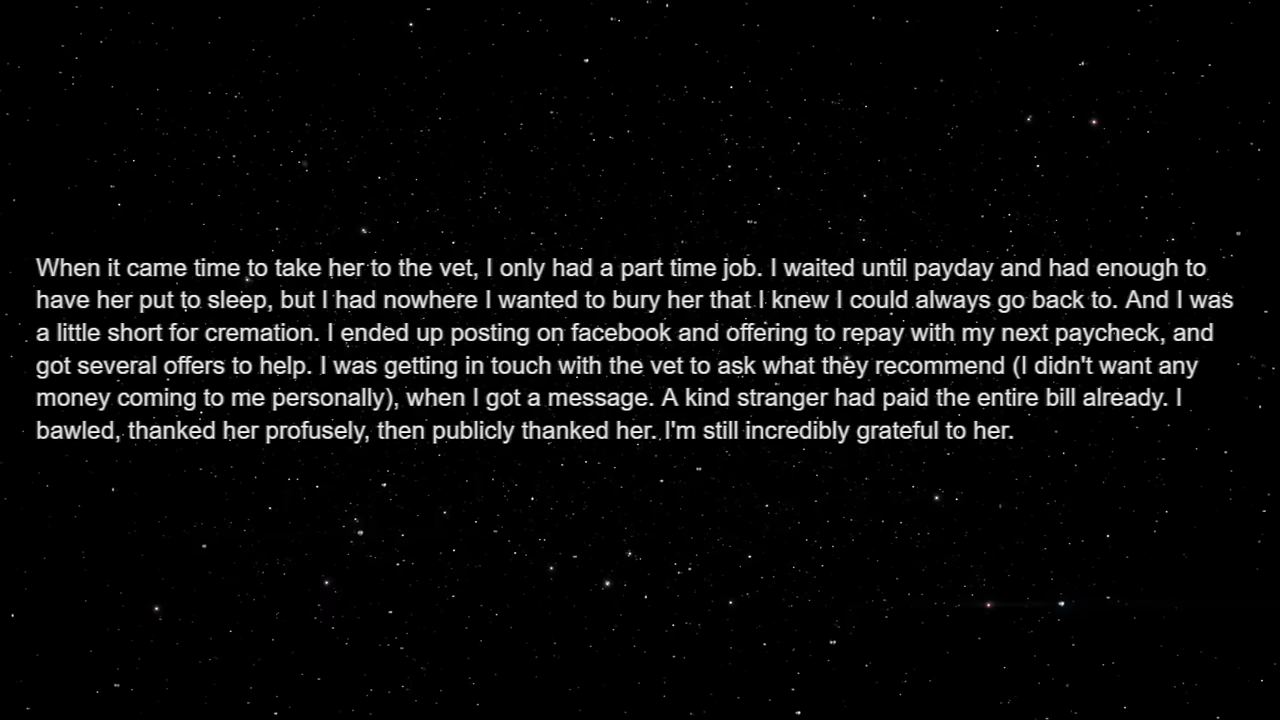 When it came time to take her to the vet, I only had a part time job. I waited until payday and had enough to
have her put to sleep, but I had nowhere I wanted to bury her that I knew I could always go back to. And I was
a little short for cremation. I ended up posting on facebook and offering to repay with my next paycheck, and
got several offers to help. I was getting in touch with the vet to ask what they recommend (I didn't want any
money coming to me personally), when I got a message. A kind stranger had paid the entire bill already. I
bawled, thanked her profusely, then publicly thanked her. I'm still incredibly grateful to her.